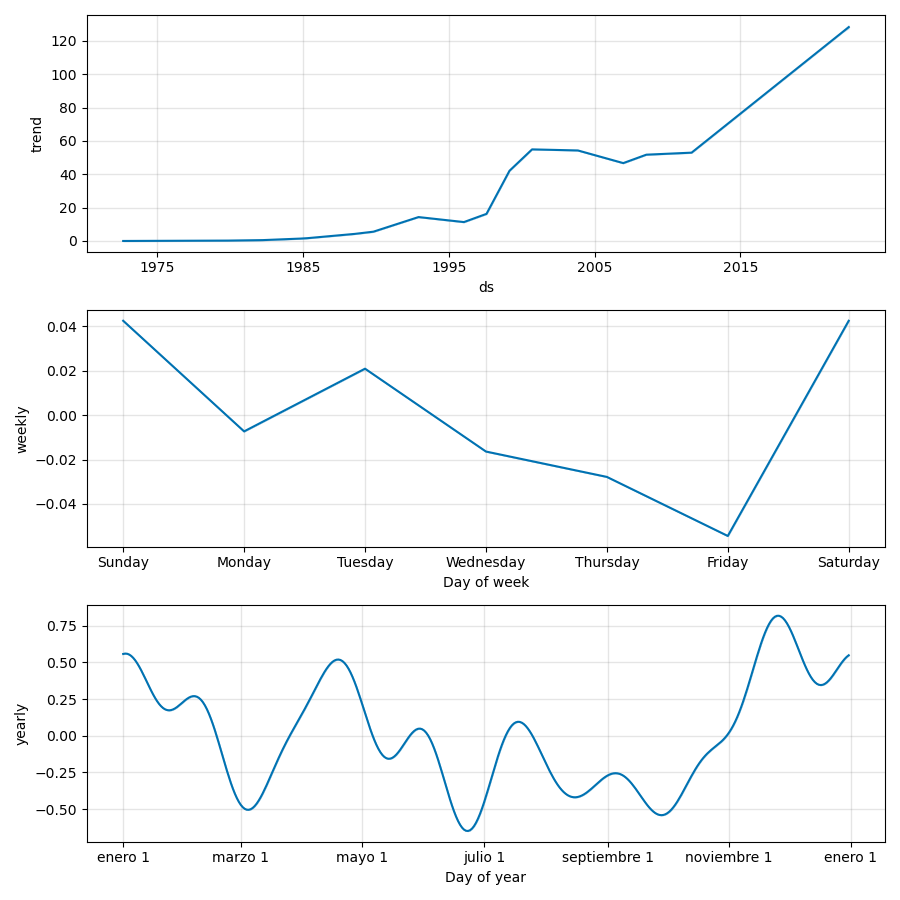 120
100
80
60
40
20
0
trend
1975 1985 1995 2005 2015
ds
0.04
0.02
0.00
−0.02
−0.04
weekly
Sunday Monday Tuesday Wednesday Thursday Friday Saturday
Day of week
0.75
0.50
0.25
0.00
−0.25
−0.50
yearly
enero 1 marzo 1 mayo 1 julio 1 septiembre 1 noviembre 1 enero 1
Day of year